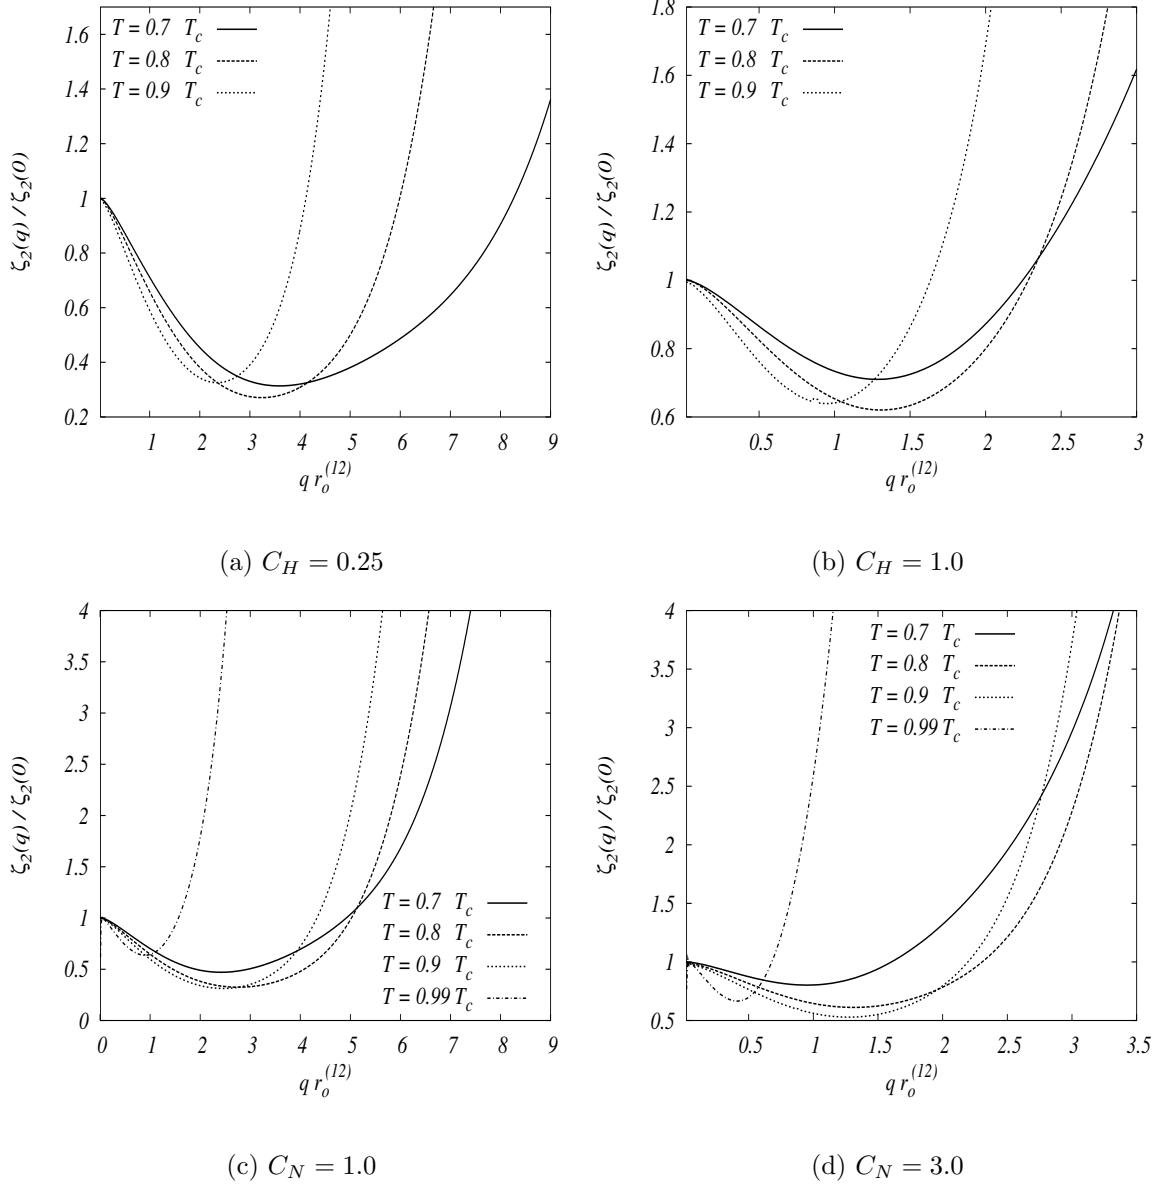 T = 0.7 T_c
T = 0.8 T_c
T = 0.9 T_c
1.6
1.4
1.2
1
0.8
0.6
0.4
0.2
1 2 3 4 5 6 7 8 9
ζ_2(q) / ζ_2(0)
q r_o^(12)
(a) C_H = 0.25
T = 0.7 T_c
T = 0.8 T_c
T = 0.9 T_c
1.8
1.6
1.4
1.2
1
0.8
0.6
0.5 1 1.5 2 2.5 3
ζ_2(q) / ζ_2(0)
q r_o^(12)
(b) C_H = 1.0
4
3.5
3
2.5
2
1.5
1
0.5
0
0 1 2 3 4 5 6 7 8 9
ζ_2(q) / ζ_2(0)
T = 0.7 T_c
T = 0.8 T_c
T = 0.9 T_c
T = 0.99 T_c
q r_o^(12)
(c) C_N = 1.0
T = 0.7 T_c
T = 0.8 T_c
T = 0.9 T_c
T = 0.99 T_c
4
3.5
3
2.5
2
1.5
1
0.5
0.5 1 1.5 2 2.5 3 3.5
ζ_2(q) / ζ_2(0)
q r_o^(12)
(d) C_N = 3.0